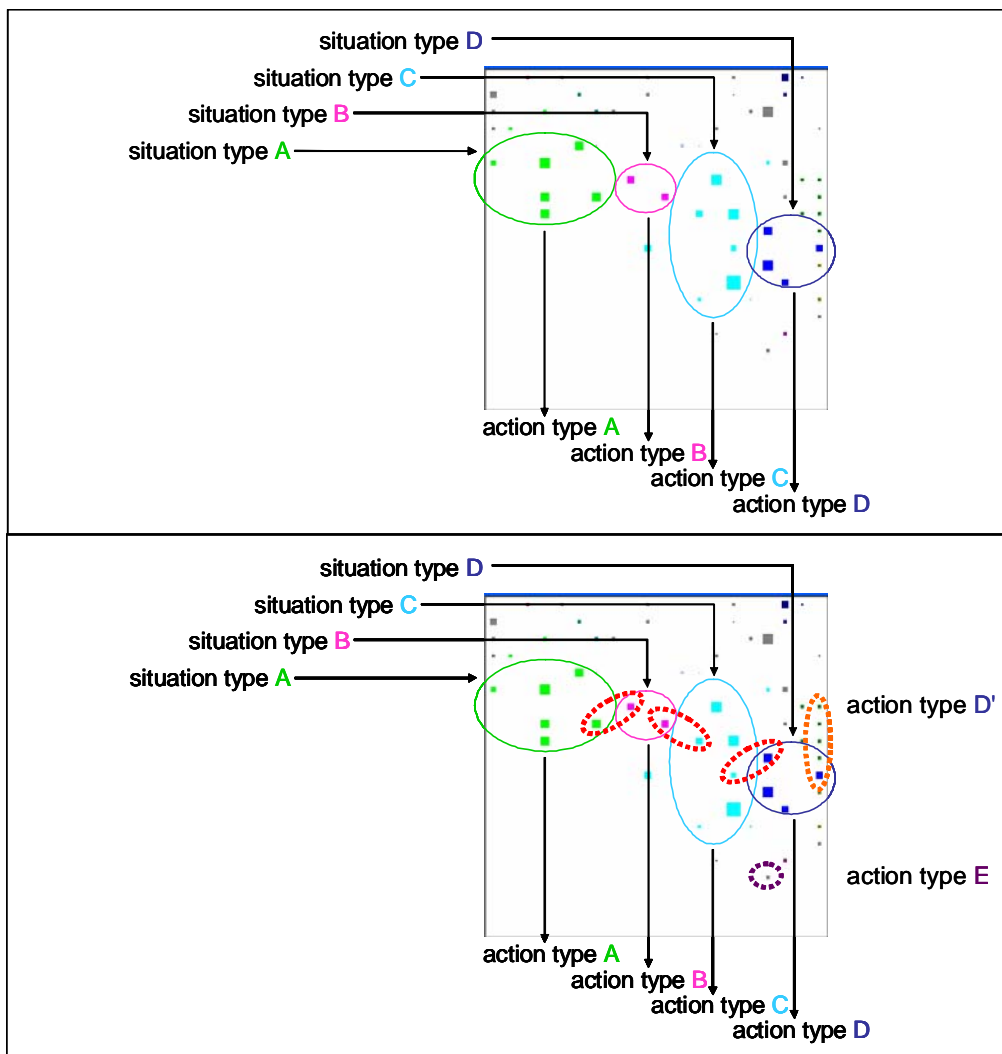 situation type D
situation type C
situation type B
situation type A
action type A
action type B
action type C
action type D
situation type D
situation type C
situation type B
situation type A
action type D'
action type E
action type A
action type B
action type C
action type D